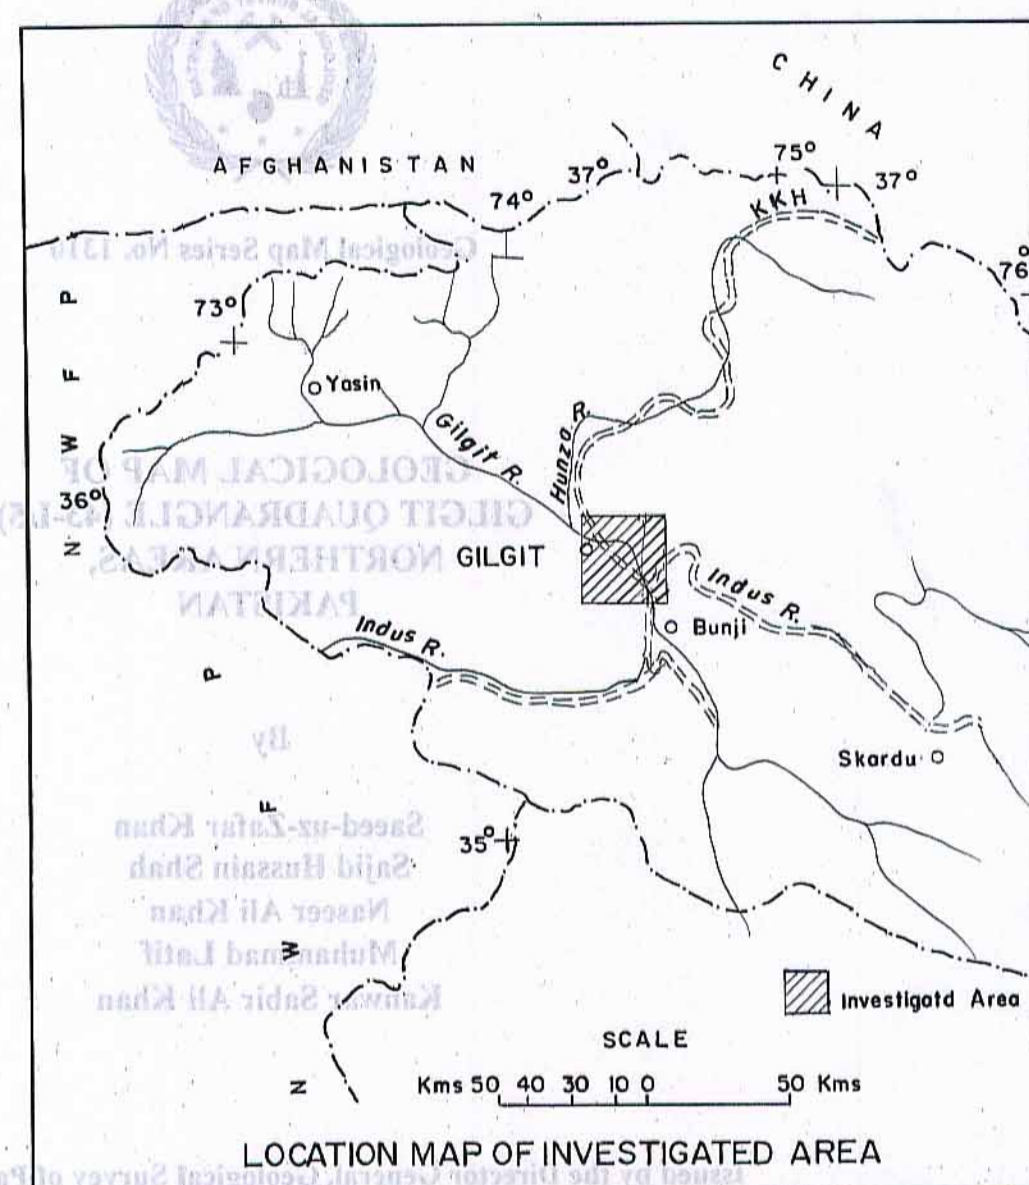 CHINA
AFGHANISTAN
75°
37°
37°
74°
KKH
76°
Geological Map Series No. 1310
73°
N W F P
Yasin
Gilgit R.
Hunza R.
GEOLOGICAL MAP OF
36°
GILGIT QUADRANGLE (43-I/5)
GILGIT
NORTHERN AREAS,
Indus R.
PAKISTAN
Indus R.
Bunji
N W F P
By
Skardu
Saeed-uz-Zafar Khan
35°
Sajid Hussain Shah
Naseer Ali Khan
Muhammad Latif
Kanwar Sabir Ali Khan
Investigatd Area
SCALE
Kms 50 40 30 10 0 50 Kms
LOCATION MAP OF INVESTIGATED AREA
Issued by the Director General, Geological Survey of Pa